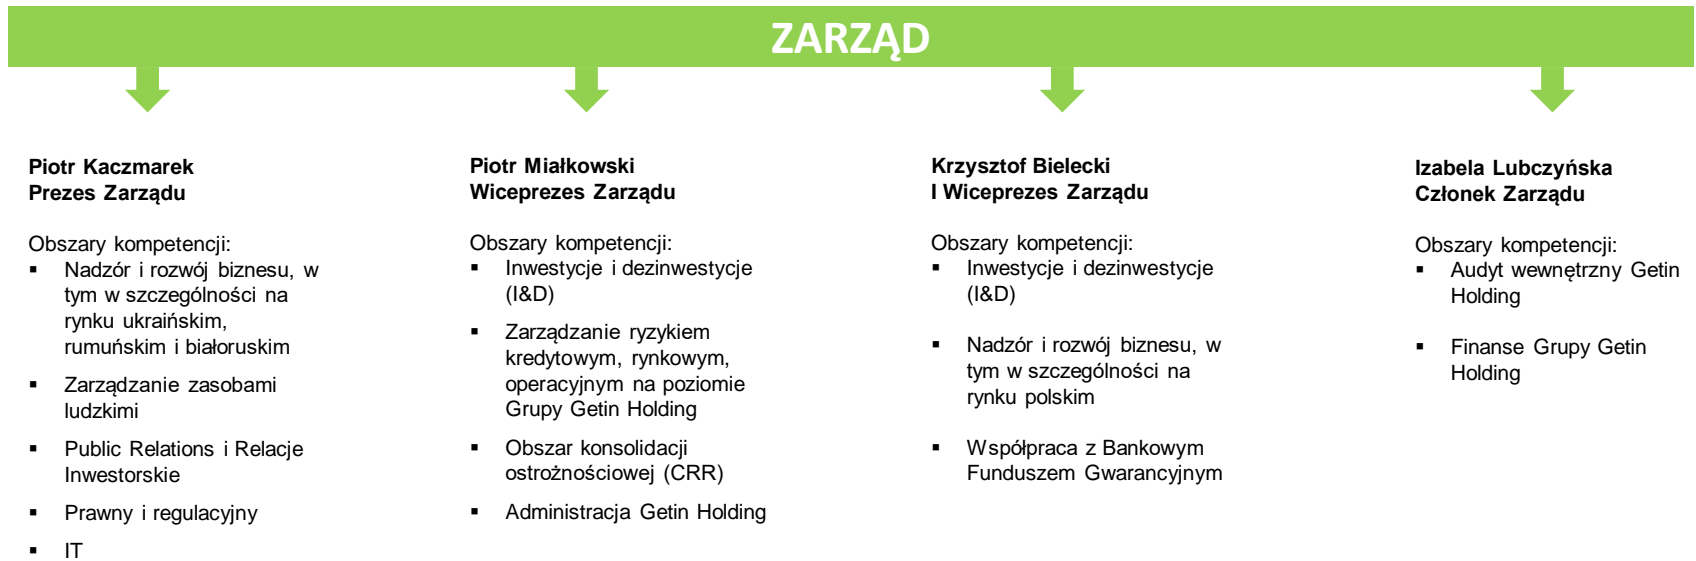 ZARZĄD
Piotr Kaczmarek
Prezes Zarządu
Obszary kompetencji:
▪ Nadzór i rozwój biznesu, w
tym w szczególności na
rynku ukraińskim,
rumuńskim i białoruskim
▪ Zarządzanie zasobami
ludzkimi
▪ Public Relations i Relacje
Inwestorskie
▪ Prawny i regulacyjny
▪ IT
Piotr Miałkowski
Wiceprezes Zarządu
Obszary kompetencji:
▪ Inwestycje i dezinwestycje
(I&D)
▪ Zarządzanie ryzykiem
kredytowym, rynkowym,
operacyjnym na poziomie
Grupy Getin Holding
▪ Obszar konsolidacji
ostrożnościowej (CRR)
▪ Administracja Getin Holding
Krzysztof Bielecki
I Wiceprezes Zarządu
Obszary kompetencji:
▪ Inwestycje i dezinwestycje
(I&D)
▪ Nadzór i rozwój biznesu, w
tym w szczególności na
rynku polskim
▪ Współpraca z Bankowym
Funduszem Gwarancyjnym
Izabela Lubczyńska
Członek Zarządu
Obszary kompetencji:
▪ Audyt wewnętrzny Getin
Holding
▪ Finanse Grupy Getin
Holding